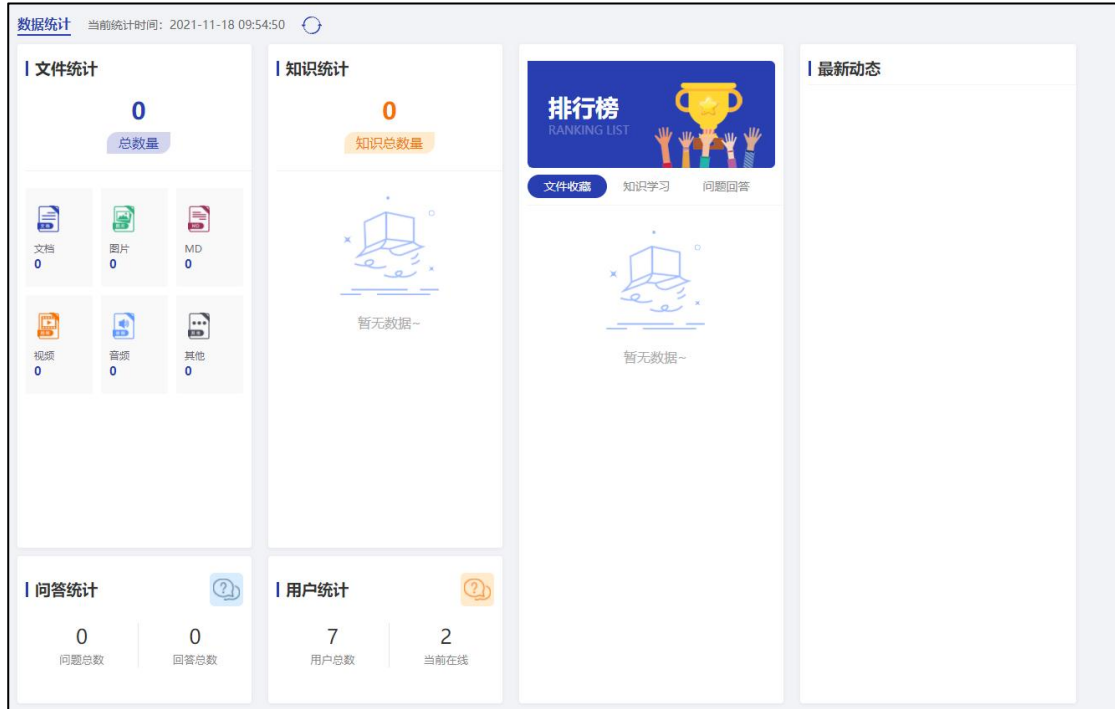 数据统计 当前统计时间：2021-11-18 09:54:50
文件统计
0
总数量
文档
0
图片
0
MD
0
视频
0
音频
0
其他
0
知识统计
0
知识总数量
暂无数据~
排行榜
RANKING LIST
文件收藏 知识学习 问题回答
暂无数据~
最新动态
问答统计
0 0
问题总数 回答总数
用户统计
7 2
用户总数 当前在线